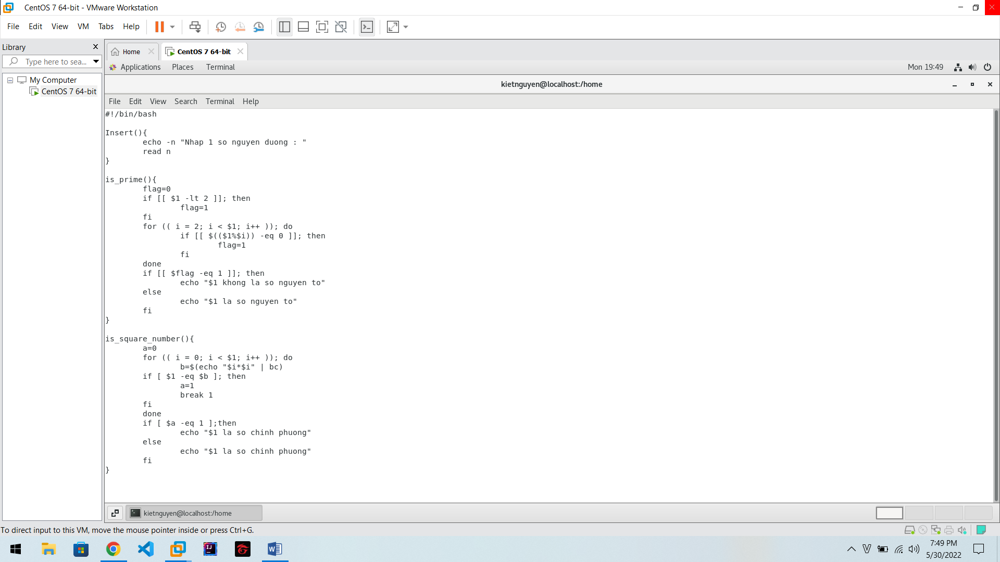 CentOS 7 64-bit - VMware Workstation
File Edit View VM Tabs Help
Library
Type here to sea...
My Computer
CentOS 7 64-bit
Home
CentOS 7 64-bit
Applications Places Terminal
Mon 19:49
kietnguyen@localhost:/home
File Edit View Search Terminal Help
#!/bin/bash

Insert(){
        echo -n "Nhap 1 so nguyen duong : "
        read n
}

is_prime(){
        flag=0
        if [[ $1 -lt 2 ]]; then
                flag=1
        fi
        for (( i = 2; i < $1; i++ )); do
                if [[ $(($1%$i)) -eq 0 ]]; then
                        flag=1
                fi
        done
        if [[ $flag -eq 1 ]]; then
                echo "$1 khong la so nguyen to"
        else
                echo "$1 la so nguyen to"
        fi
}

is_square_number(){
        a=0
        for (( i = 0; i < $1; i++ )); do
                b=$(echo "$i*$i" | bc)
        if [ $1 -eq $b ]; then
                a=1
                break 1
        fi
        done
        if [ $a -eq 1 ];then
                echo "$1 la so chinh phuong"
        else
                echo "$1 la so chinh phuong"
        fi
}
kietnguyen@localhost:/home
To direct input to this VM, move the mouse pointer inside or press Ctrl+G.
7:49 PM
5/30/2022